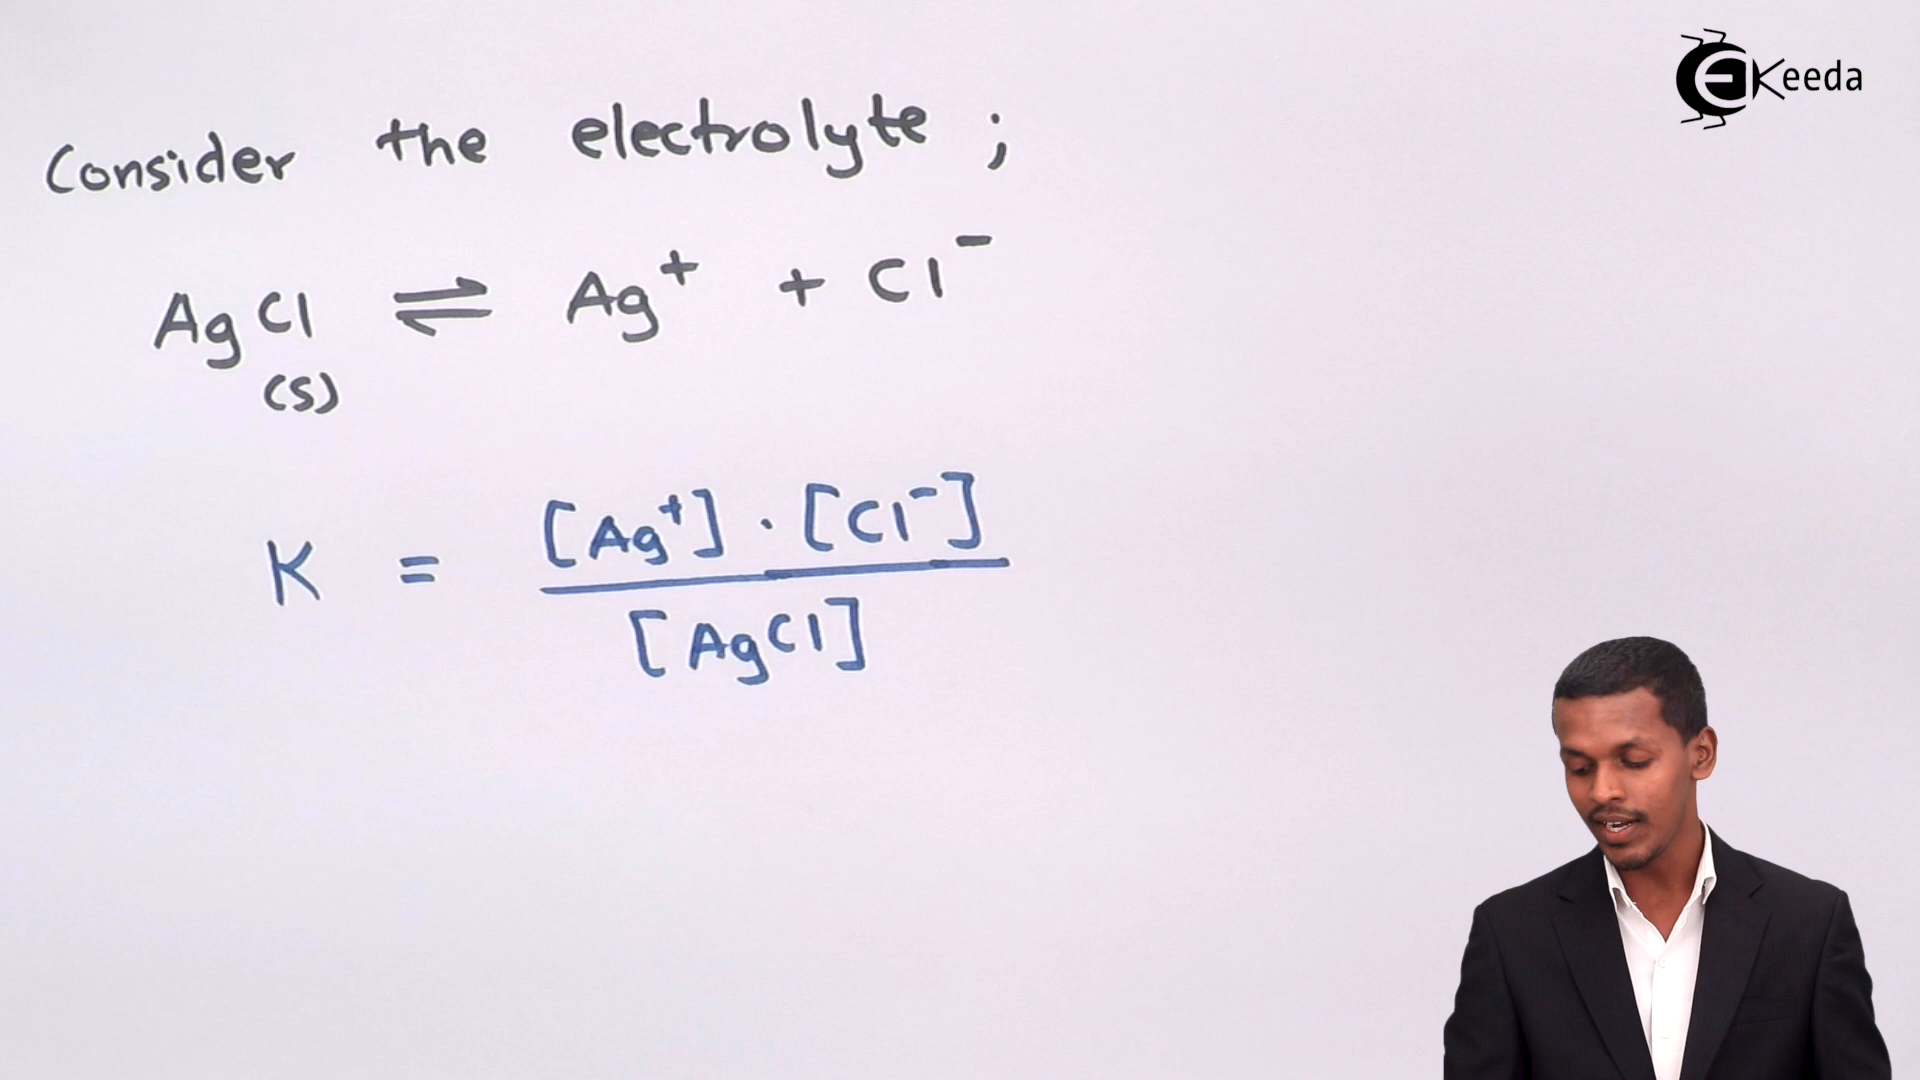 EKeeda
Consider the electrolyte ;
AgCl ⇌ Ag⁺ + Cl⁻
(S)
K = [Ag⁺] · [Cl⁻]
[AgCl]